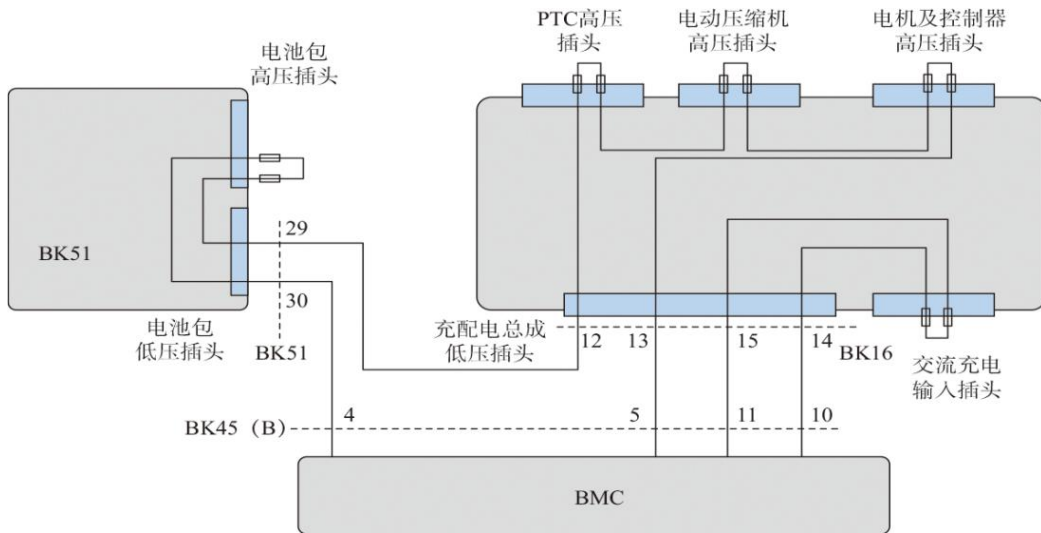 PTC高压
插头
电动压缩机
高压插头
电机及控制器
高压插头
电池包
高压插头
BK51
29
30
电池包
低压插头
BK51
充配电总成
低压插头
12
13
15
14
BK16
交流充电
输入插头
BK45（B）
4
5
11
10
BMC